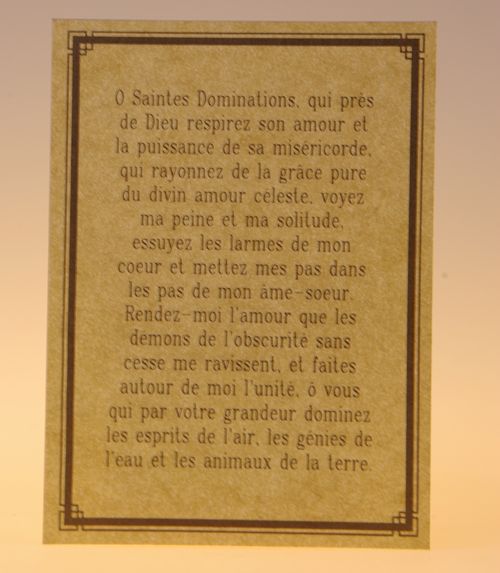 O Saintes Dominations, qui près
de Dieu respirez son amour et
la puissance de sa miséricorde,
qui rayonnez de la grâce pure
du divin amour céleste, voyez
ma peine et ma solitude,
essuyez les larmes de mon
coeur et mettez mes pas dans
les pas de mon âme-soeur.
Rendez-moi l'amour que les
démons de l'obscurité sans
cesse me ravissent, et faites
autour de moi l'unité, ô vous
qui par votre grandeur dominez
les esprits de l'air, les génies de
l'eau et les animaux de la terre.